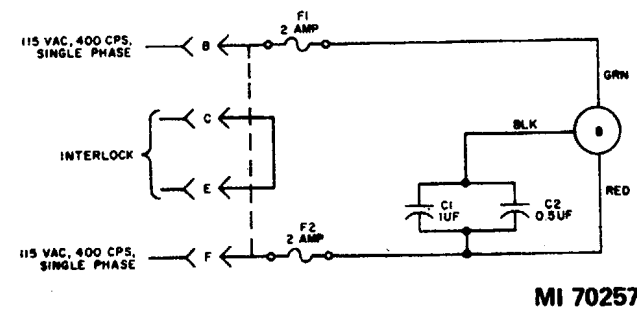 F1
2 AMP
115 VAC, 400 CPS,
SINGLE PHASE
B
GRN
C
BLK
B
INTERLOCK
E
C1
1UF
C2
0.5UF
RED
F2
2 AMP
115 VAC, 400 CPS,
SINGLE PHASE
F
MI 70257